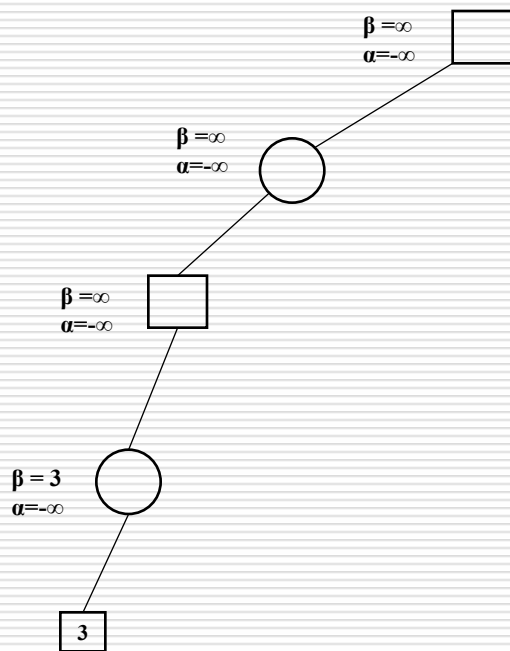 β =∞
α=-∞
β =∞
α=-∞
β =∞
α=-∞
β = 3
α=-∞
3